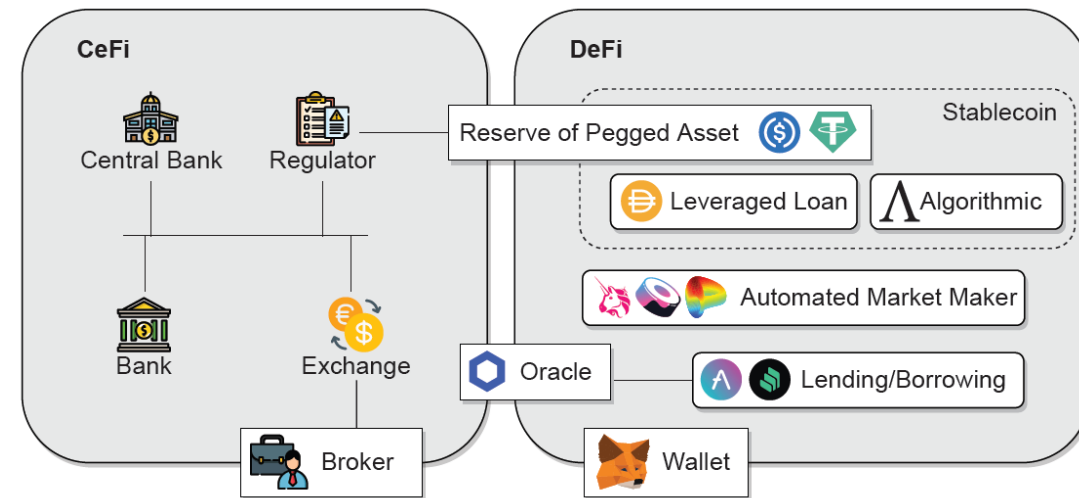 CeFi
Central Bank
Regulator
Bank
Exchange
Broker
DeFi
Stablecoin
Reserve of Pegged Asset
Leveraged Loan
Algorithmic
Automated Market Maker
Oracle
Lending/Borrowing
Wallet